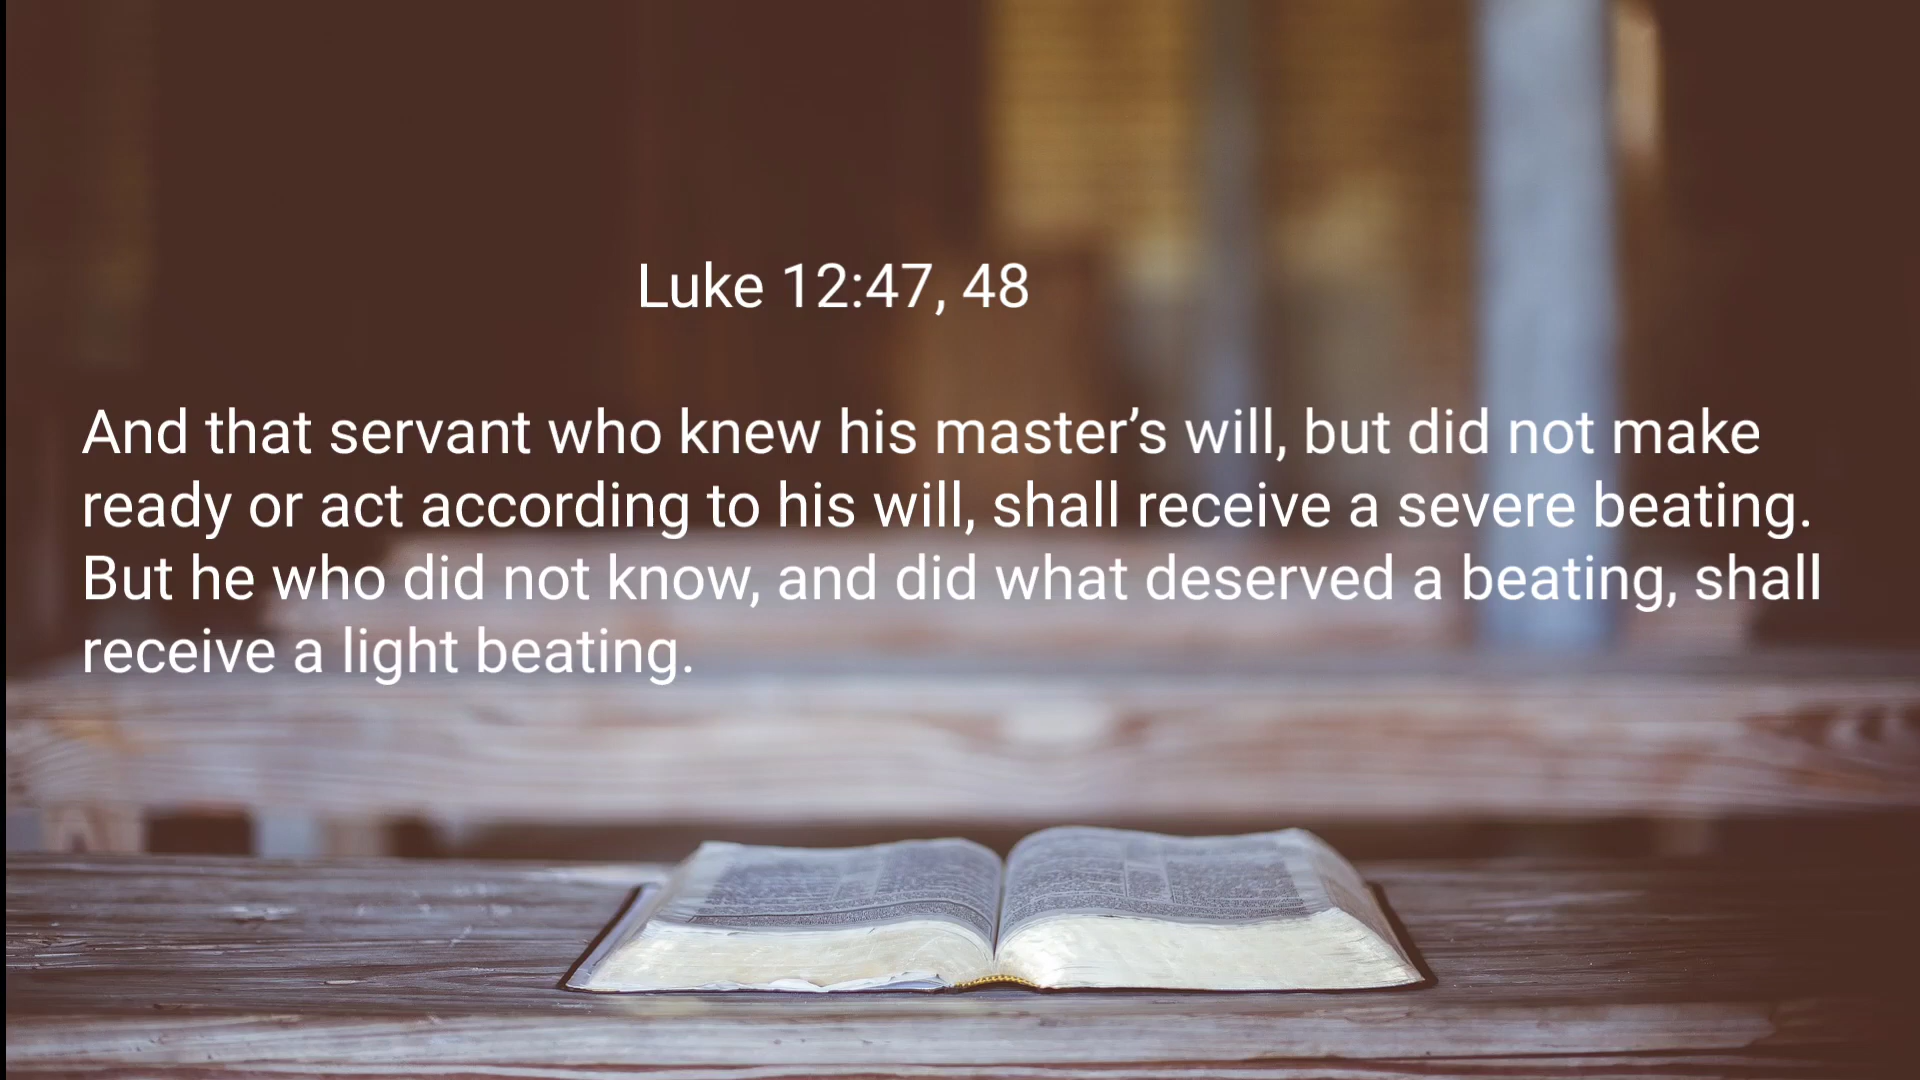 Luke 12:47, 48
And that servant who knew his master’s will, but did not make
ready or act according to his will, shall receive a severe beating.
But he who did not know, and did what deserved a beating, shall
receive a light beating.